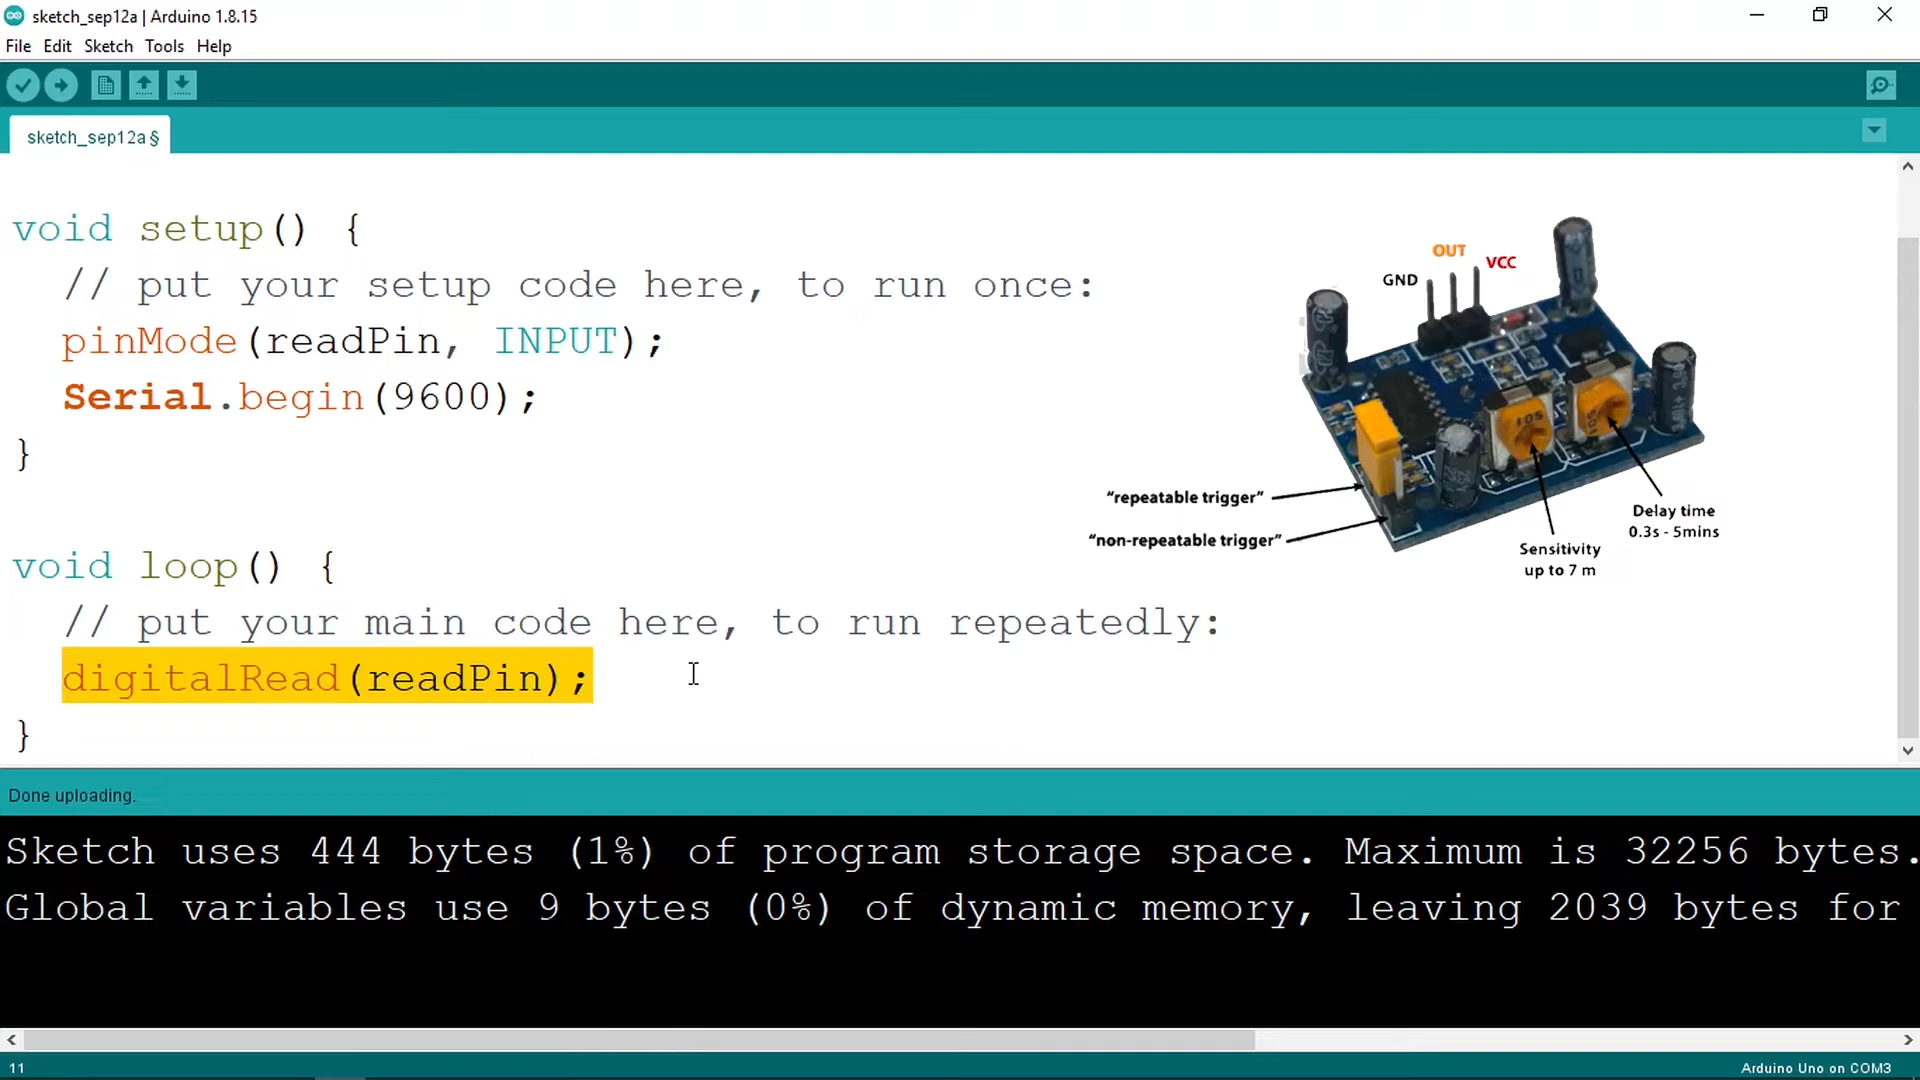 sketch_sep12a | Arduino 1.8.15
File Edit Sketch Tools Help
sketch_sep12a §
void setup() {
// put your setup code here, to run once:
pinMode(readPin, INPUT);
Serial.begin(9600);
}
void loop() {
// put your main code here, to run repeatedly:
digitalRead(readPin);
}
OUT
VCC
GND
"repeatable trigger"
"non-repeatable trigger"
Delay time
0.3s - 5mins
Sensitivity
up to 7 m
Done uploading.
Sketch uses 444 bytes (1%) of program storage space. Maximum is 32256 bytes.
Global variables use 9 bytes (0%) of dynamic memory, leaving 2039 bytes for
11
Arduino Uno on COM3